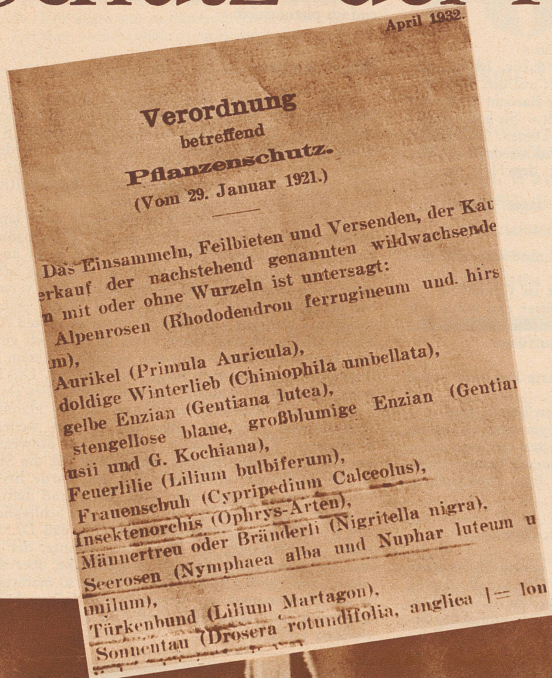 April 1932.
Verordnung
betreffend
Pflanzenschutz.
(Vom 29. Januar 1921.)
Das Einsammeln, Feilbieten und Versenden, der Kau
erkauf der nachstehend genannten wildwachsende
n mit oder ohne Wurzeln ist untersagt:
Alpenrosen (Rhododendron ferrugineum und hirs
m),
Aurikel (Primula Auricula),
doldige Winterlieb (Chimophila umbellata),
gelbe Enzian (Gentiana lutea),
stengellose blaue, großblumige Enzian (Gentian
usii und G. Kochiana),
Feuerlilie (Lilium bulbiferum),
Frauenschuh (Cypripedium Calceolus),
Insektenorchis (Ophrys-Arten),
Männertreu oder Bränderli (Nigritella nigra),
Seerosen (Nymphaea alba und Nuphar luteum u
milum),
Türkenbund (Lilium Martagon),
Sonnentau (Drosera rotundifolia, anglica [= lon